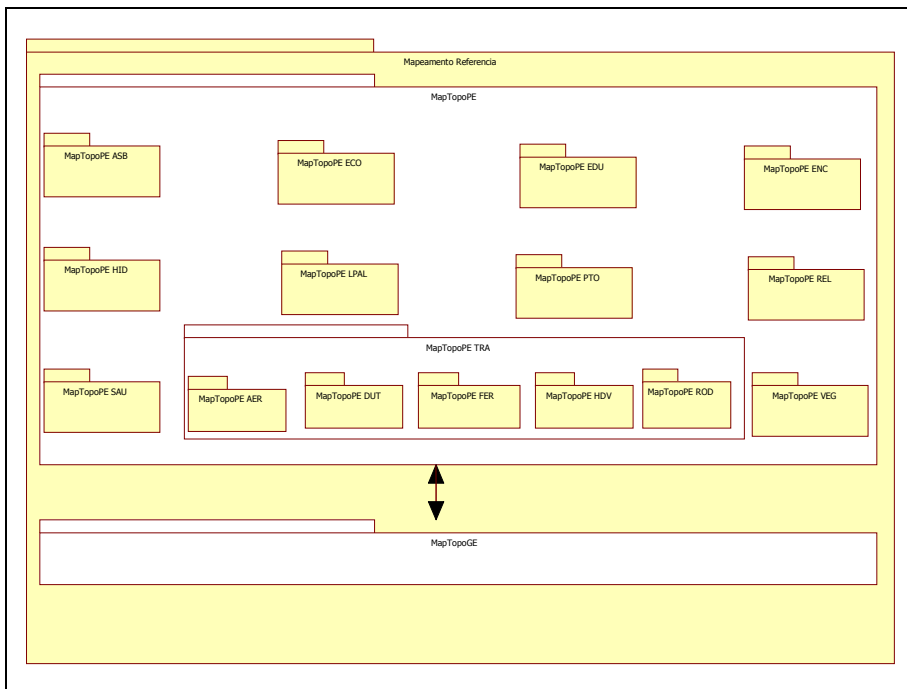 Mapeamento Referencia
MapTopoPE
MapTopoPE ASB
MapTopoPE ECO
MapTopoPE EDU
MapTopoPE ENC
MapTopoPE HID
MapTopoPE LPAL
MapTopoPE PTO
MapTopoPE REL
MapTopoPE TRA
MapTopoPE SAU
MapTopoPE AER
MapTopoPE DUT
MapTopoPE FER
MapTopoPE HDV
MapTopoPE ROD
MapTopoPE VEG
MapTopoGE